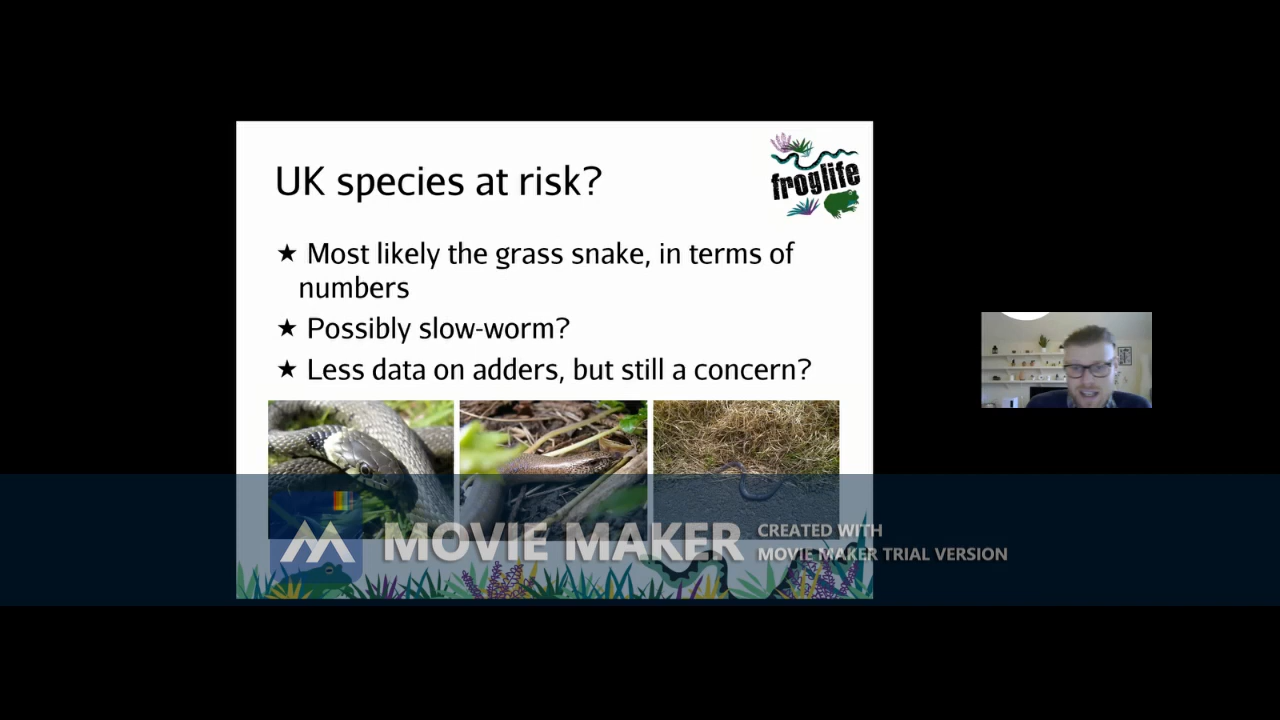 UK species at risk?
froglife
★ Most likely the grass snake, in terms of
numbers
★ Possibly slow-worm?
★ Less data on adders, but still a concern?
MOVIE MAKER
CREATED WITH
MOVIE MAKER TRIAL VERSION